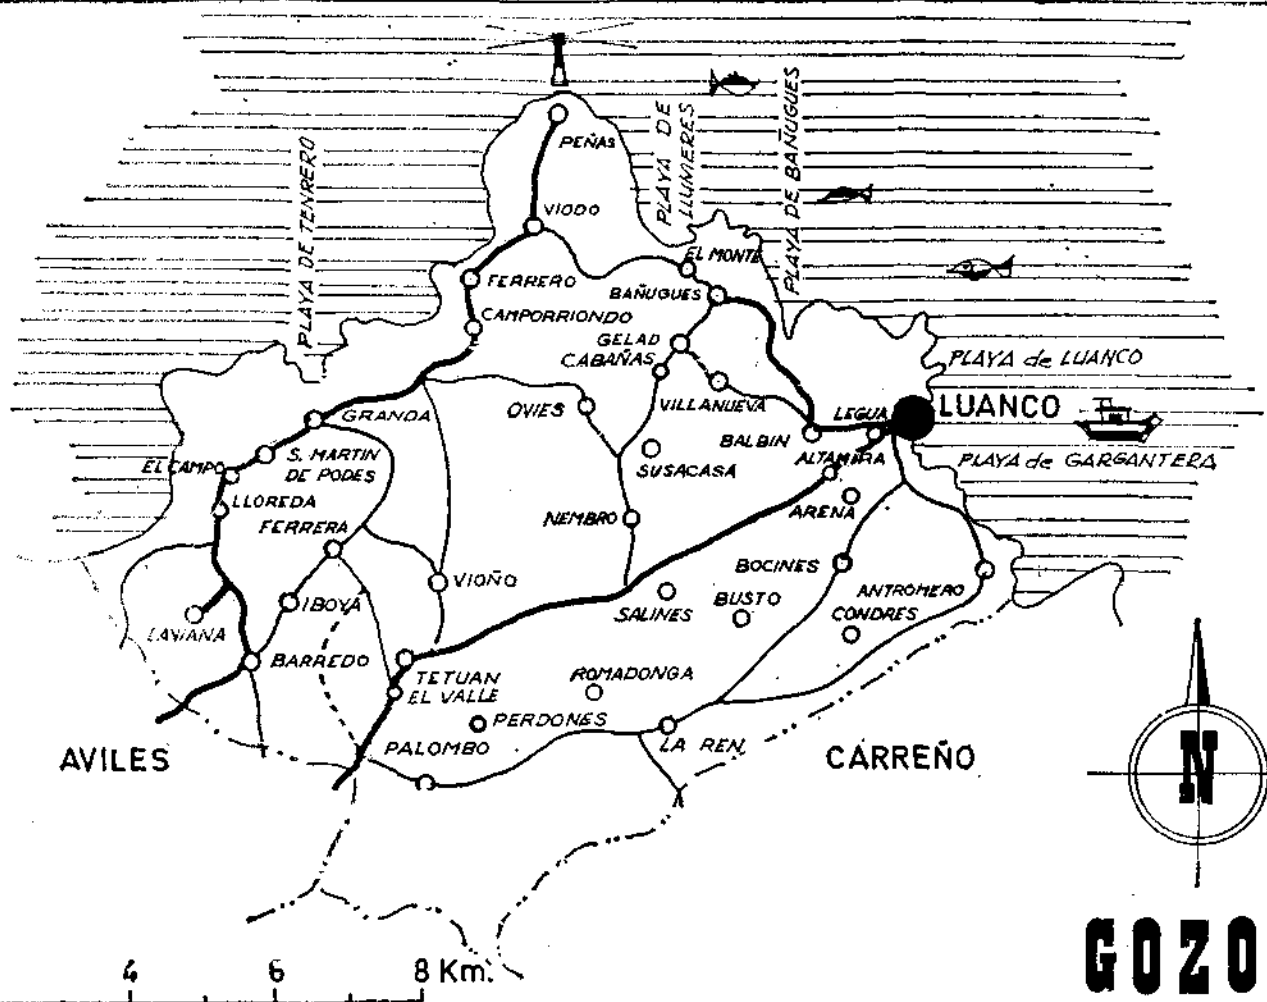 PEÑAS
PLAYA DE
LLUMERES
PLAYA DE BAÑUGUES
PLAYA DE TENRERO
VIODO
EL MONTE
FERRERO
BAÑUGUES
CAMPORRIONDO
GELAD
CABAÑAS
PLAYA de LUANCO
VILLANUEVA
OVIES
GRANDA
LEGUA
LUANCO
BALBIN
S. MARTIN
DE PODES
EL CAMPO
SUSACASA
ALTAMIRA
PLAYA de GARGANTERA
LLOREDA
FERRERA
NEMBRO
ARENA
BOCINES
VIOÑO
ANTROMERO
IBOYA
SALINES
BUSTO
CONDRES
LAVIANA
BARREDO
TETUAN
EL VALLE
ROMADONGA
PERDONES
PALOMBO
LA REN.
AVILES
CARREÑO
N
GOZO
4 6 8 Km.